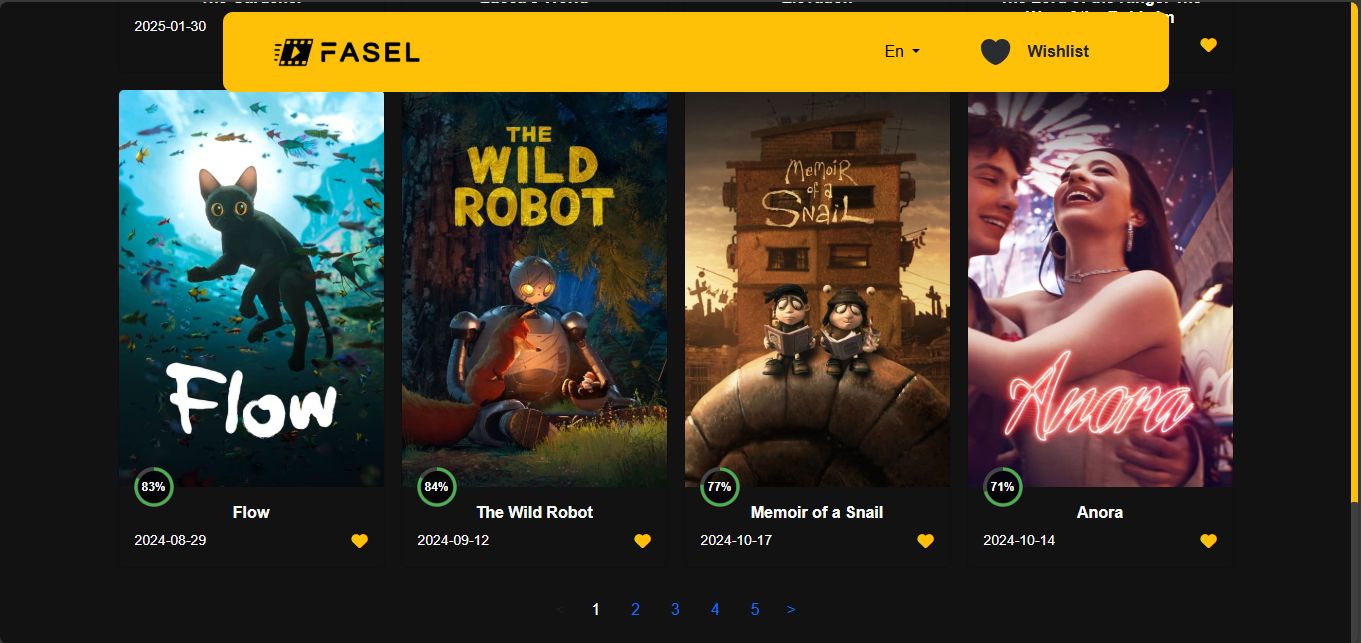 2025-01-30
FASEL
En
Wishlist
THE
WILD
ROBOT
MEMOIR
of a
SNAIL
Flow
Anora
83%
84%
77%
71%
Flow
The Wild Robot
Memoir of a Snail
Anora
2024-08-29
2024-09-12
2024-10-17
2024-10-14
< 1 2 3 4 5 >